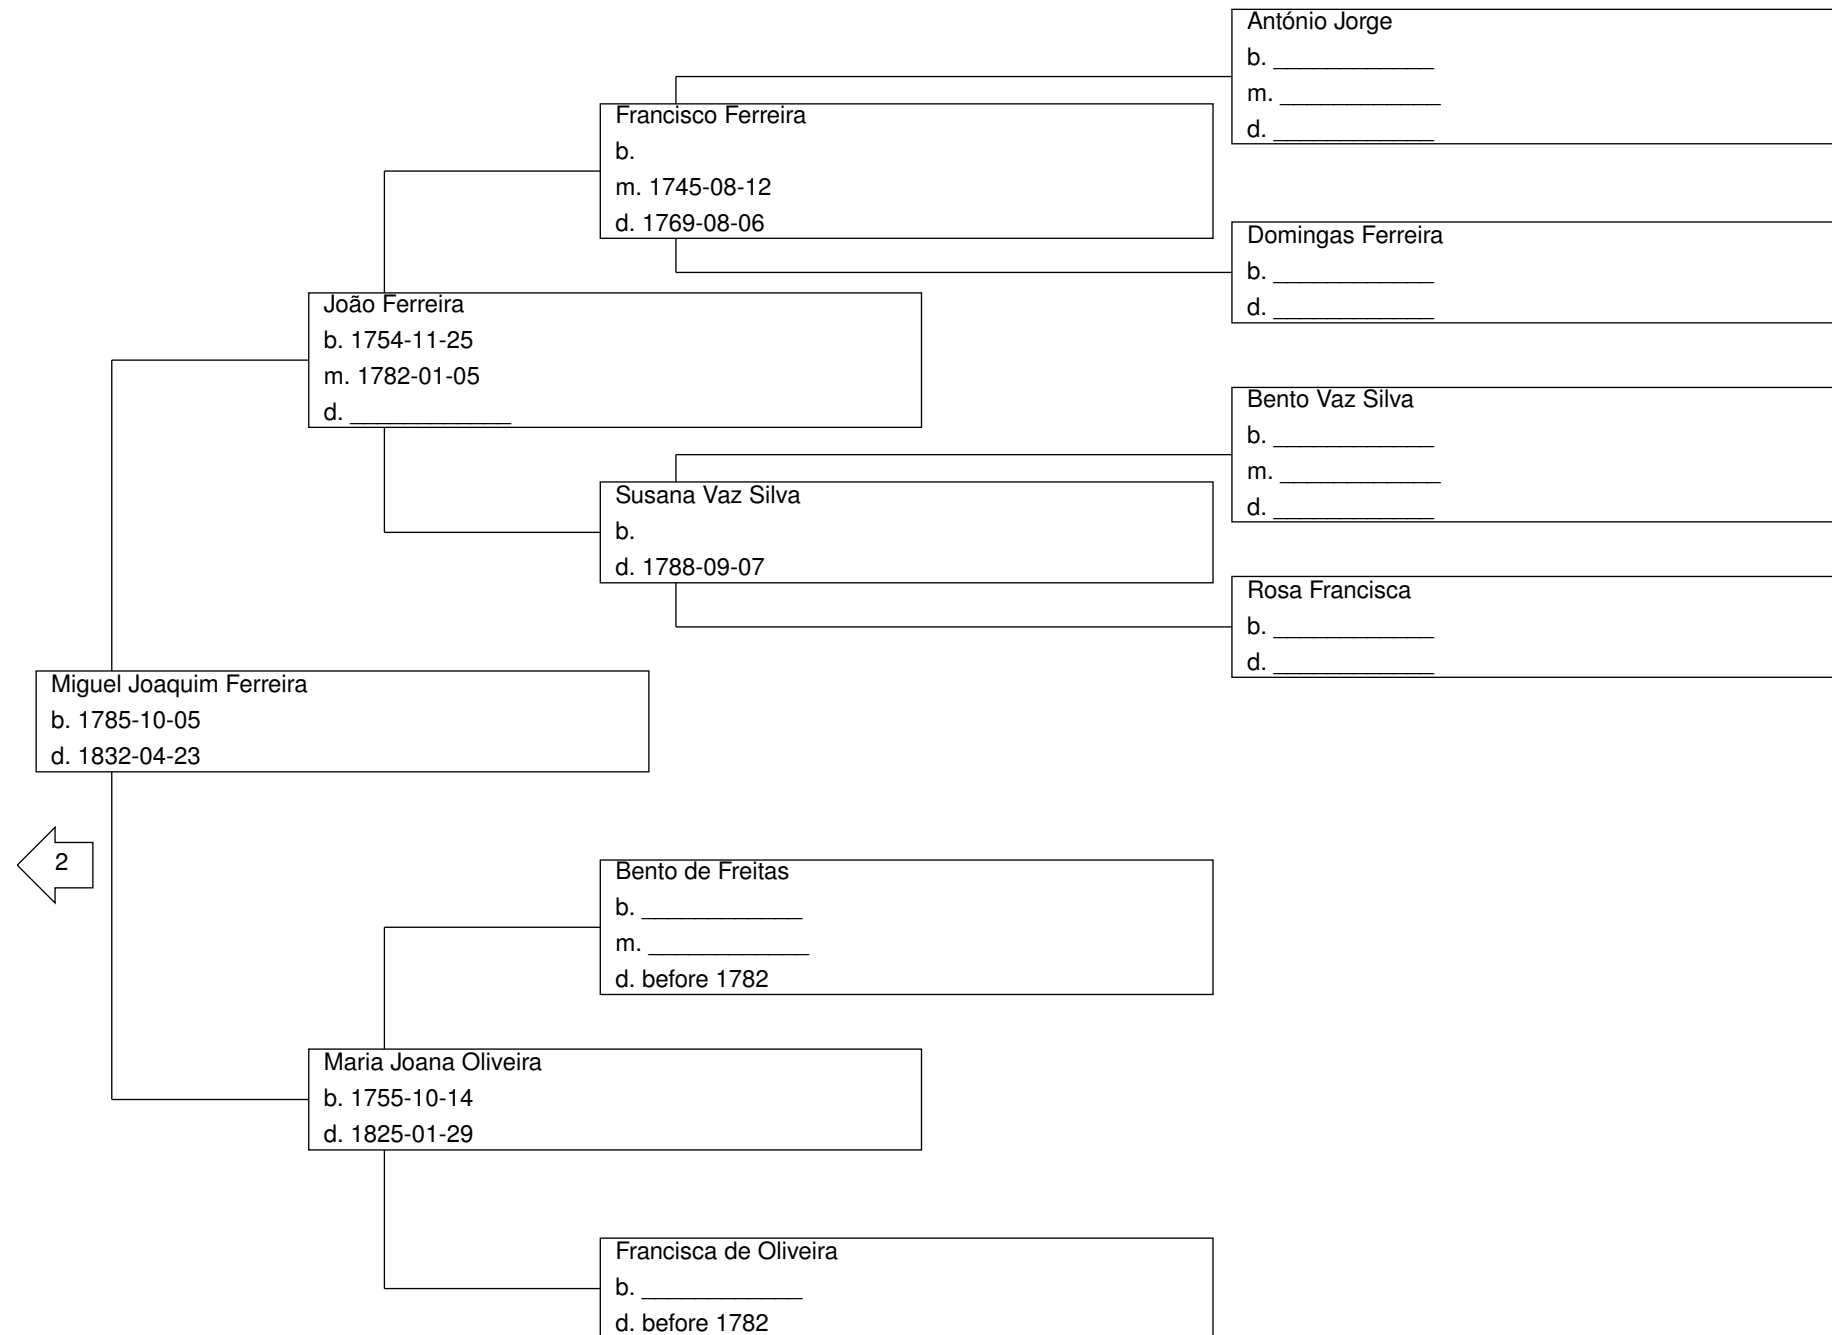 António Jorge
b. ____________
m. ____________
d. ____________
Francisco Ferreira
b.
m. 1745-08-12
d. 1769-08-06
Domingas Ferreira
b. ____________
d. ____________
João Ferreira
b. 1754-11-25
m. 1782-01-05
d. ____________
Bento Vaz Silva
b. ____________
m. ____________
d. ____________
Susana Vaz Silva
b.
d. 1788-09-07
Rosa Francisca
b. ____________
d. ____________
Miguel Joaquim Ferreira
b. 1785-10-05
d. 1832-04-23
2
Bento de Freitas
b. ____________
m. ____________
d. before 1782
Maria Joana Oliveira
b. 1755-10-14
d. 1825-01-29
Francisca de Oliveira
b. ____________
d. before 1782